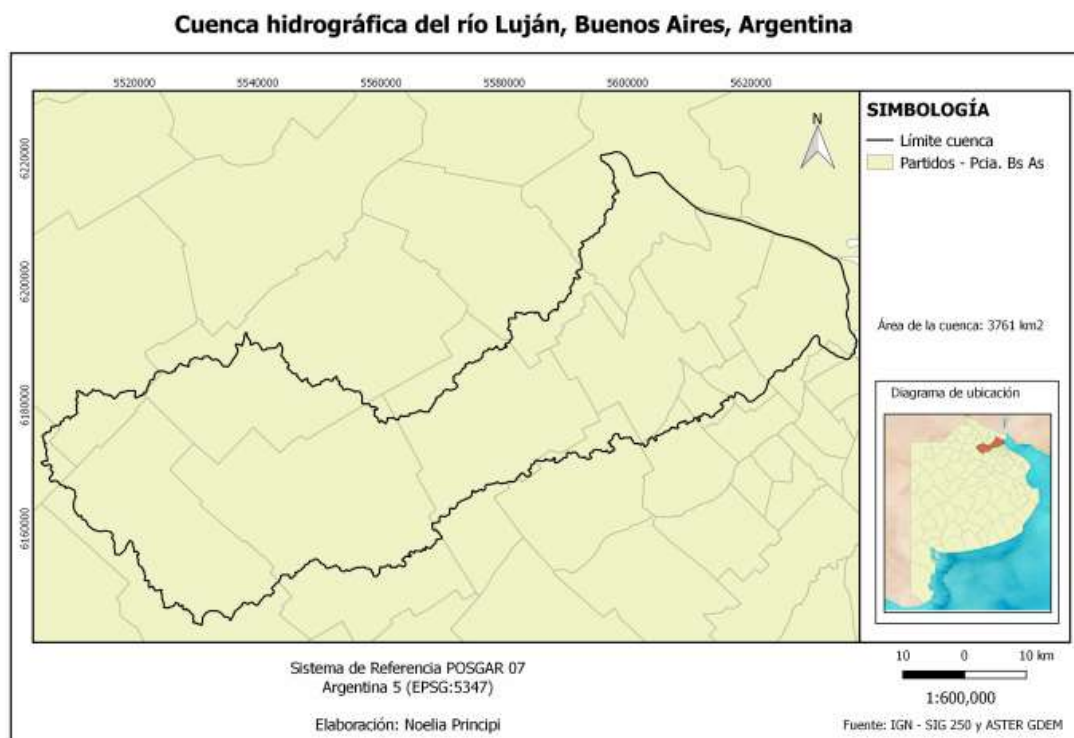 Cuenca hidrográfica del río Luján, Buenos Aires, Argentina
5520000 5540000 5560000 5580000 5600000 5620000
6220000
6200000
6180000
6160000
N
SIMBOLOGÍA
Límite cuenca
Partidos - Pcia. Bs As
Área de la cuenca: 3761 km2
Diagrama de ubicación
Sistema de Referencia POSGAR 07
Argentina 5 (EPSG:5347)
Elaboración: Noelia Principi
10 0 10 km
1:600,000
Fuente: IGN - SIG 250 y ASTER GDEM